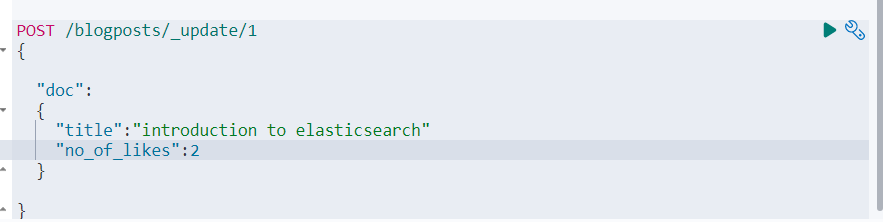 POST /blogposts/_update/1
{
"doc":
{
"title":"introduction to elasticsearch"
"no_of_likes":2
}
}